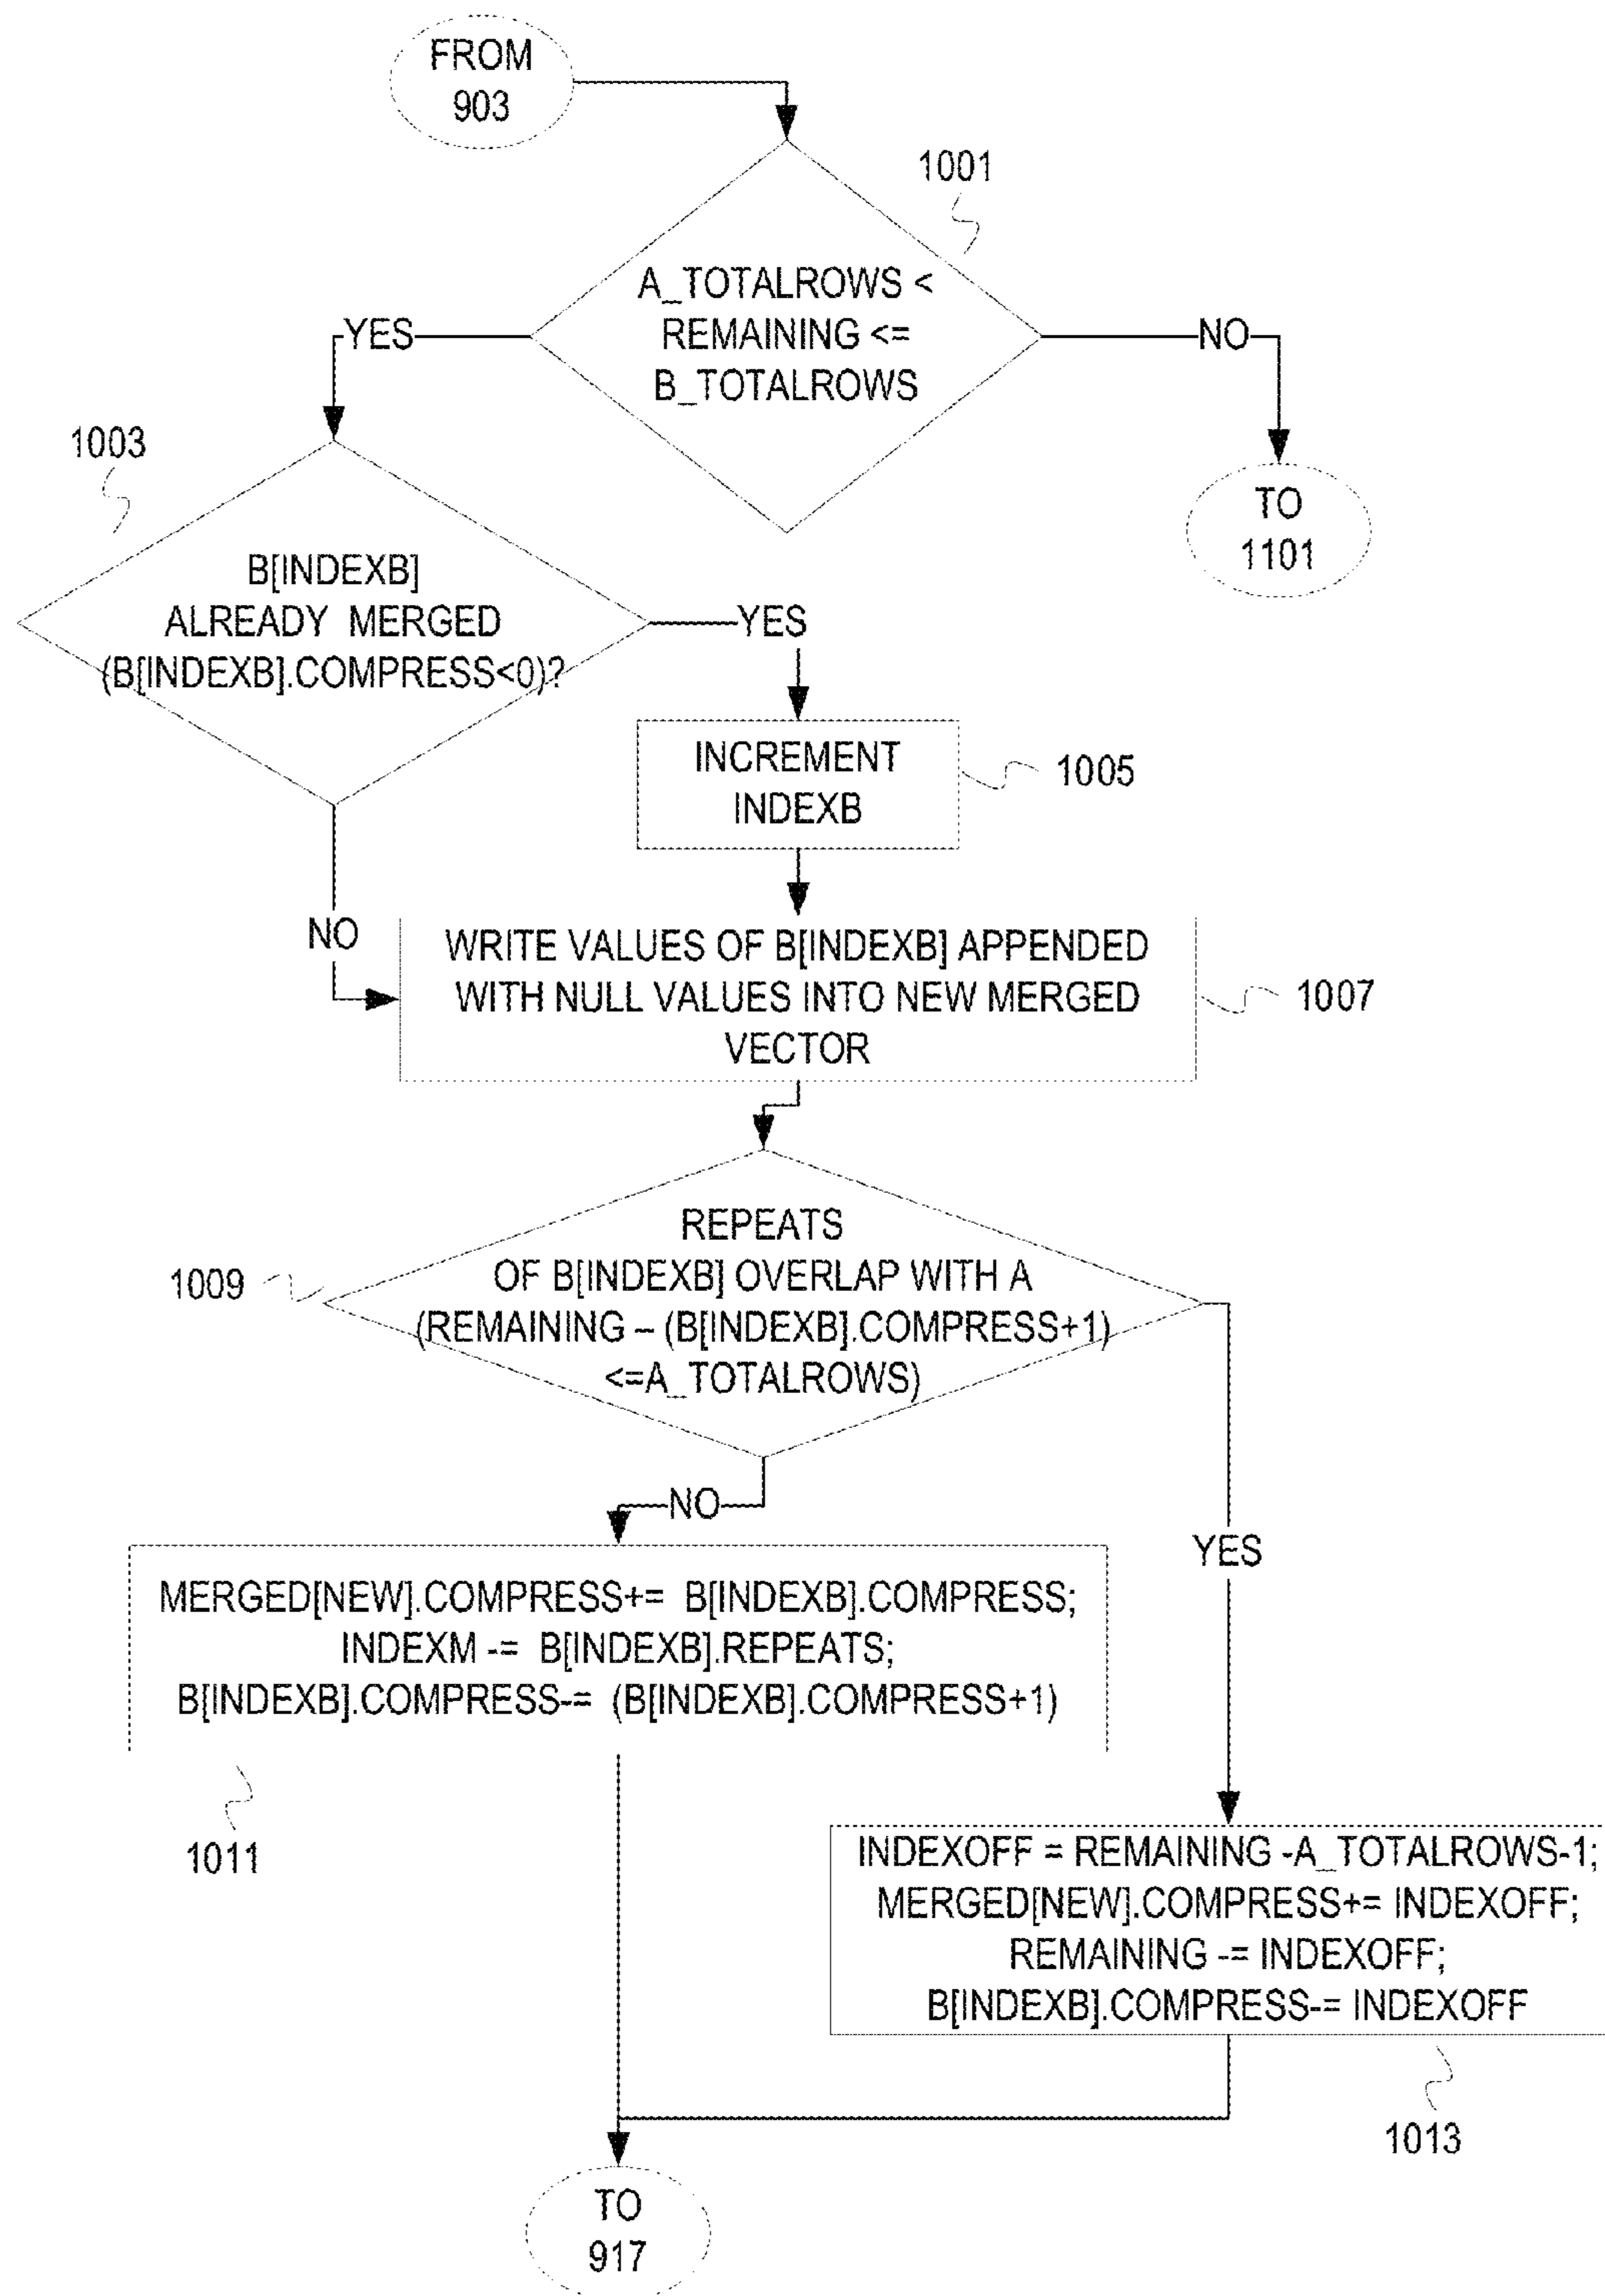 FROM
903
1001
A_TOTALROWS <
REMAINING <=
B_TOTALROWS
YES
NO
1003
TO
1101
B[INDEXB]
ALREADY MERGED
(B[INDEXB].COMPRESS<0)?
YES
INCREMENT
INDEXB
1005
NO
WRITE VALUES OF B[INDEXB] APPENDED
WITH NULL VALUES INTO NEW MERGED
VECTOR
1007
REPEATS
OF B[INDEXB] OVERLAP WITH A
(REMAINING – (B[INDEXB].COMPRESS+1)
<=A_TOTALROWS)
1009
NO
YES
MERGED[NEW].COMPRESS+= B[INDEXB].COMPRESS;
INDEXM -= B[INDEXB].REPEATS;
B[INDEXB].COMPRESS-= (B[INDEXB].COMPRESS+1)
1011
INDEXOFF = REMAINING -A_TOTALROWS-1;
MERGED[NEW].COMPRESS+= INDEXOFF;
REMAINING -= INDEXOFF;
B[INDEXB].COMPRESS-= INDEXOFF
1013
TO
917